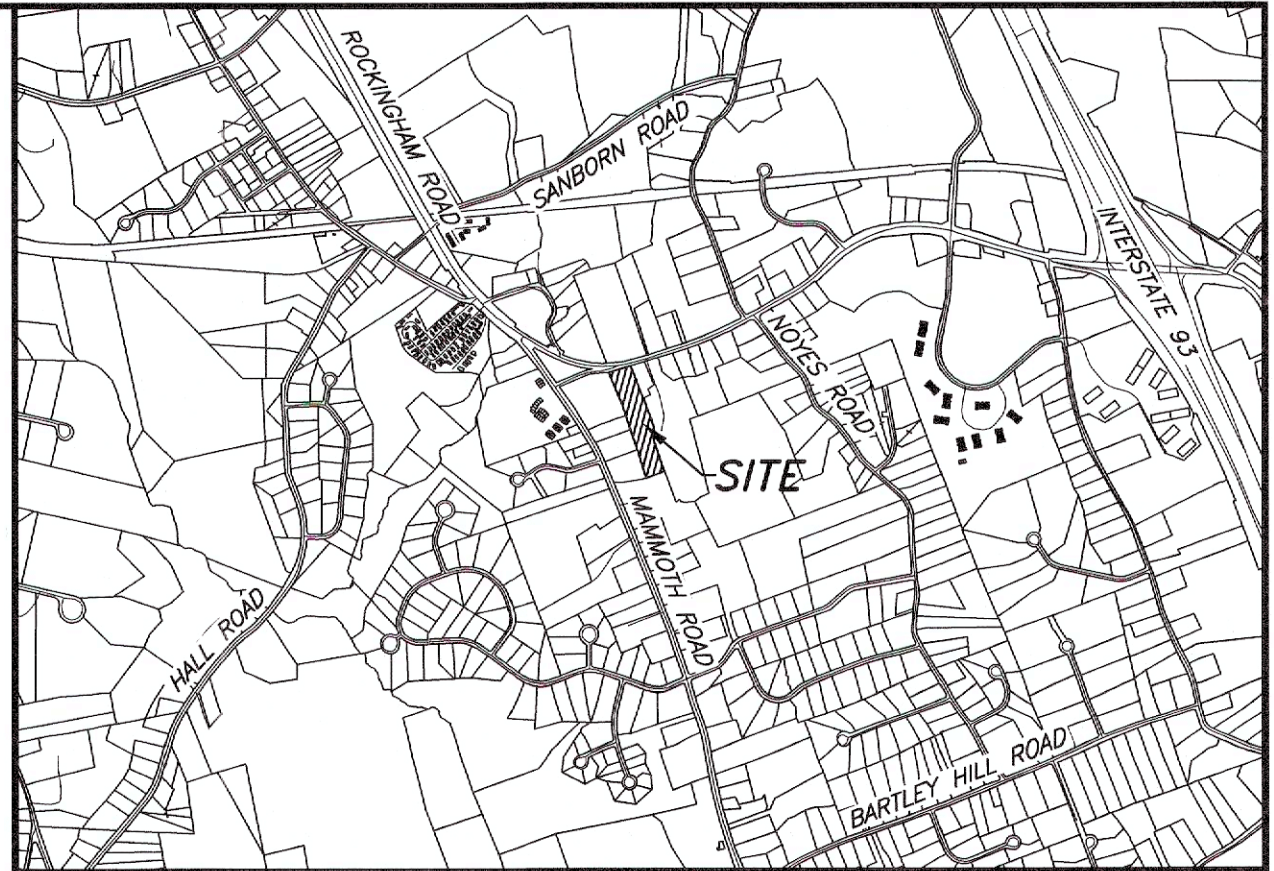 ROCKINGHAM ROAD
SANBORN ROAD
INTERSTATE 93
NOYES ROAD
SITE
MAMMOTH ROAD
HALL ROAD
BARTLEY HILL ROAD